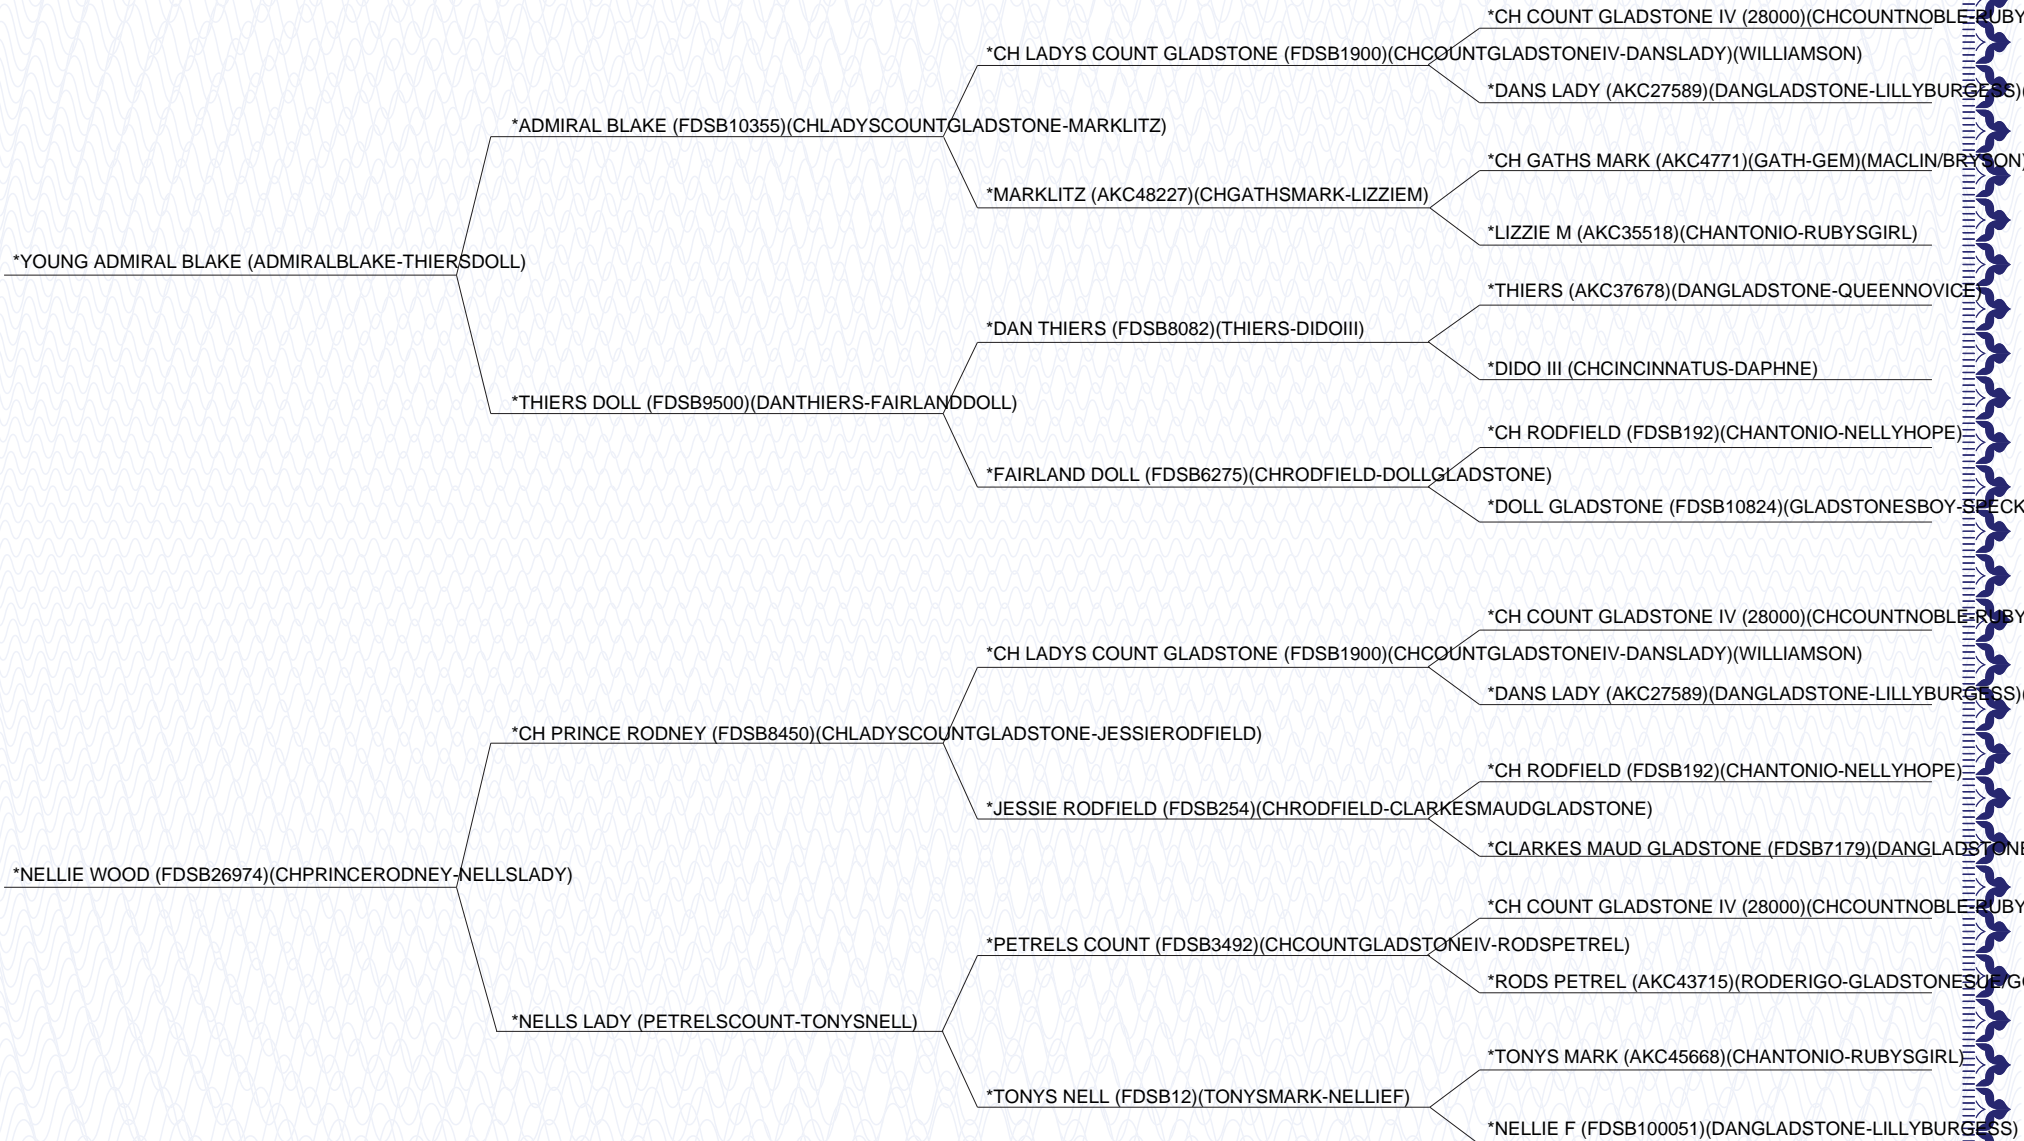 *CH COUNT GLADSTONE IV (28000)(CHCOUNTNOBLE-RUBY
*CH LADYS COUNT GLADSTONE (FDSB1900)(CHCOUNTGLADSTONEIV-DANSLADY)(WILLIAMSON)
*DANS LADY (AKC27589)(DANGLADSTONE-LILLYBURGESS)(
*ADMIRAL BLAKE (FDSB10355)(CHLADYSCOUNTGLADSTONE-MARKLITZ)
*CH GATHS MARK (AKC4771)(GATH-GEM)(MACLIN/BRYSON)
*MARKLITZ (AKC48227)(CHGATHSMARK-LIZZIEM)
*LIZZIE M (AKC35518)(CHANTONIO-RUBYSGIRL)
*YOUNG ADMIRAL BLAKE (ADMIRALBLAKE-THIERSDOLL)
*THIERS (AKC37678)(DANGLADSTONE-QUEENNOVICE)
*DAN THIERS (FDSB8082)(THIERS-DIDOIII)
*DIDO III (CHCINCINNATUS-DAPHNE)
*THIERS DOLL (FDSB9500)(DANTHIERS-FAIRLANDDOLL)
*CH RODFIELD (FDSB192)(CHANTONIO-NELLYHOPE)
*FAIRLAND DOLL (FDSB6275)(CHRODFIELD-DOLLGLADSTONE)
*DOLL GLADSTONE (FDSB10824)(GLADSTONESBOY-SPECK
*CH COUNT GLADSTONE IV (28000)(CHCOUNTNOBLE-RUBY
*CH LADYS COUNT GLADSTONE (FDSB1900)(CHCOUNTGLADSTONEIV-DANSLADY)(WILLIAMSON)
*DANS LADY (AKC27589)(DANGLADSTONE-LILLYBURGESS)(
*CH PRINCE RODNEY (FDSB8450)(CHLADYSCOUNTGLADSTONE-JESSIERODFIELD)
*CH RODFIELD (FDSB192)(CHANTONIO-NELLYHOPE)
*JESSIE RODFIELD (FDSB254)(CHRODFIELD-CLARKESMAUDGLADSTONE)
*CLARKES MAUD GLADSTONE (FDSB7179)(DANGLADSTONE
*NELLIE WOOD (FDSB26974)(CHPRINCERODNEY-NELLSLADY)
*CH COUNT GLADSTONE IV (28000)(CHCOUNTNOBLE-RUBY
*PETRELS COUNT (FDSB3492)(CHCOUNTGLADSTONEIV-RODSPETREL)
*RODS PETREL (AKC43715)(RODERIGO-GLADSTONESUE/GO
*NELLS LADY (PETRELSCOUNT-TONYSNELL)
*TONYS MARK (AKC45668)(CHANTONIO-RUBYSGIRL)
*TONYS NELL (FDSB12)(TONYSMARK-NELLIEF)
*NELLIE F (FDSB100051)(DANGLADSTONE-LILLYBURGESS)